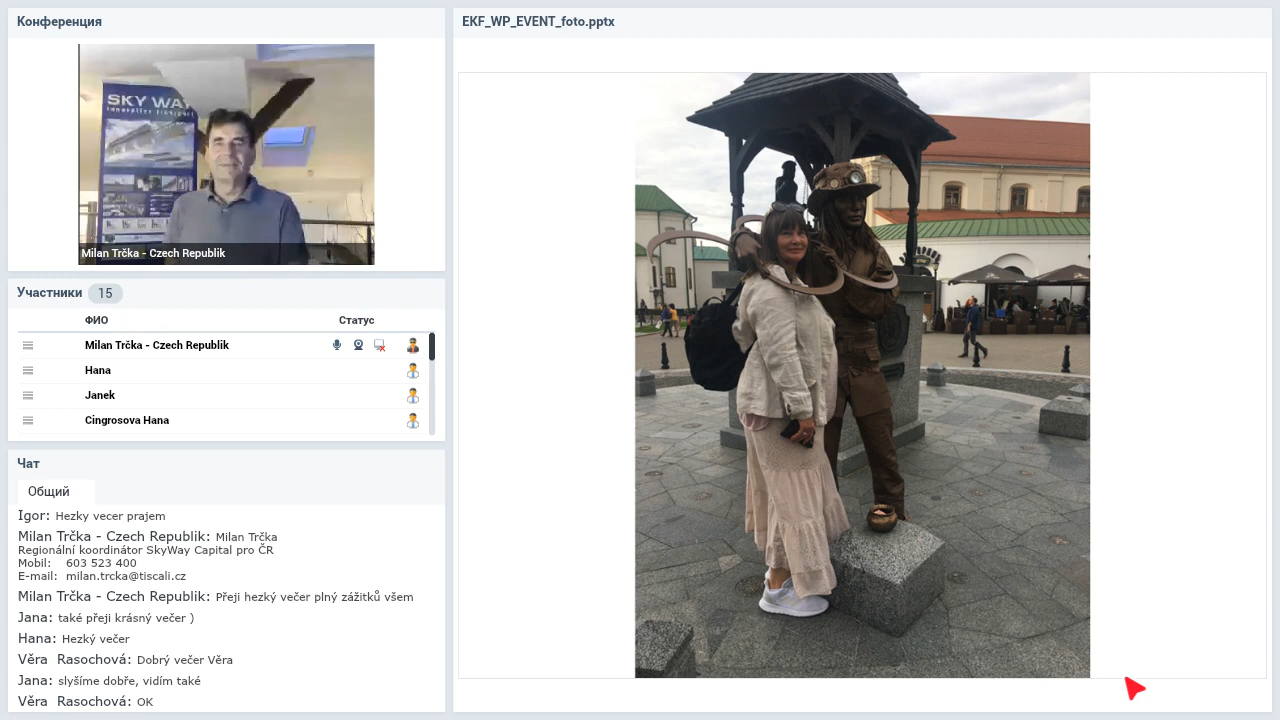 Конференция
SKY WAY
Milan Trčka - Czech Republik
Участники 15
ФИО Статус
Milan Trčka - Czech Republik
Hana
Janek
Cingrosova Hana
Чат
Общий
Igor: Hezky vecer prajem
Milan Trčka - Czech Republik: Milan Trčka
Regionální koordinátor SkyWay Capital pro ČR
Mobil: 603 523 400
E-mail: milan.trcka@tiscali.cz
Milan Trčka - Czech Republik: Přeji hezký večer plný zážitků všem
Jana: také přeji krásný večer )
Hana: Hezký večer
Věra Rasochová: Dobrý večer Věra
Jana: slyšíme dobře, vidím také
Věra Rasochová: OK
EKF_WP_EVENT_foto.pptx